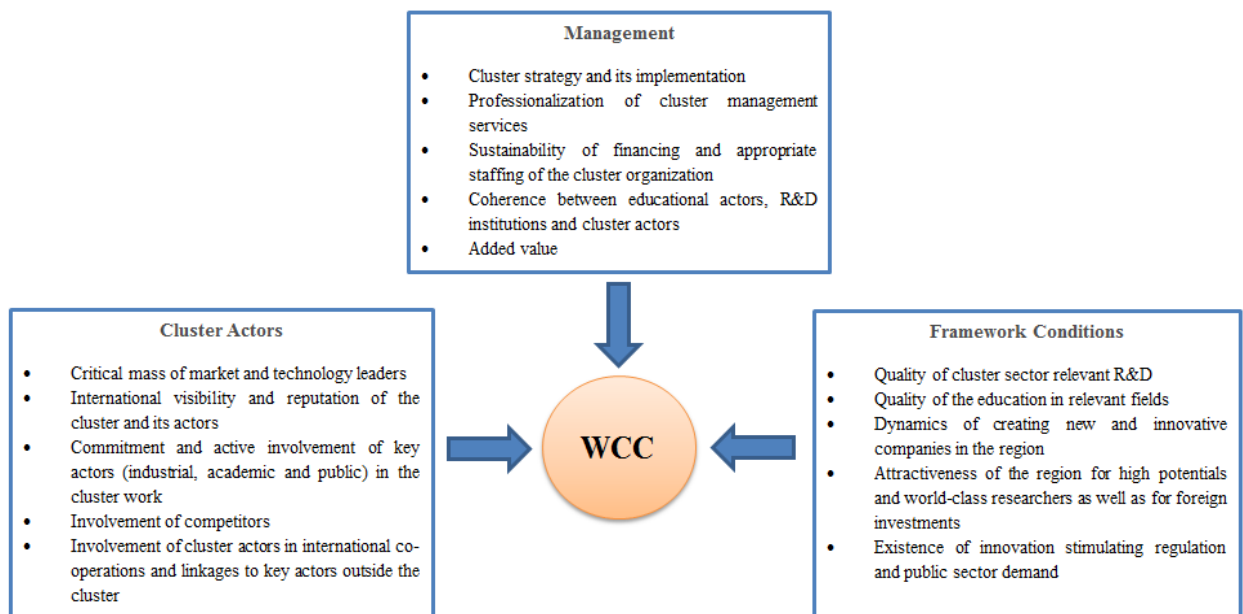 Management
• Cluster strategy and its implementation
• Professionalization of cluster management
services
• Sustainability of financing and appropriate
staffing of the cluster organization
• Coherence between educational actors, R&D
institutions and cluster actors
• Added value
Cluster Actors
• Critical mass of market and technology leaders
• International visibility and reputation of the
cluster and its actors
• Commitment and active involvement of key
actors (industrial, academic and public) in the
cluster work
• Involvement of competitors
• Involvement of cluster actors in international co-
operations and linkages to key actors outside the
cluster
WCC
Framework Conditions
• Quality of cluster sector relevant R&D
• Quality of the education in relevant fields
• Dynamics of creating new and innovative
companies in the region
• Attractiveness of the region for high potentials
and world-class researchers as well as for foreign
investments
• Existence of innovation stimulating regulation
and public sector demand